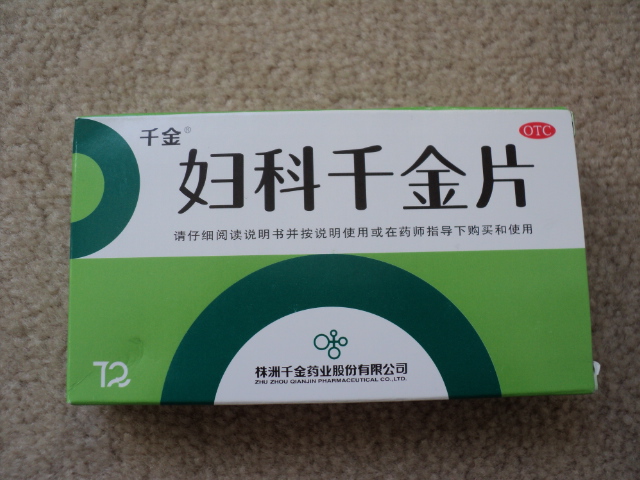 千金®
OTC
妇科千金片
请仔细阅读说明书并按说明使用或在药师指导下购买和使用
72
株洲千金药业股份有限公司
ZHU ZHOU QIANJIN PHARMACEUTICAL CO.,LTD.